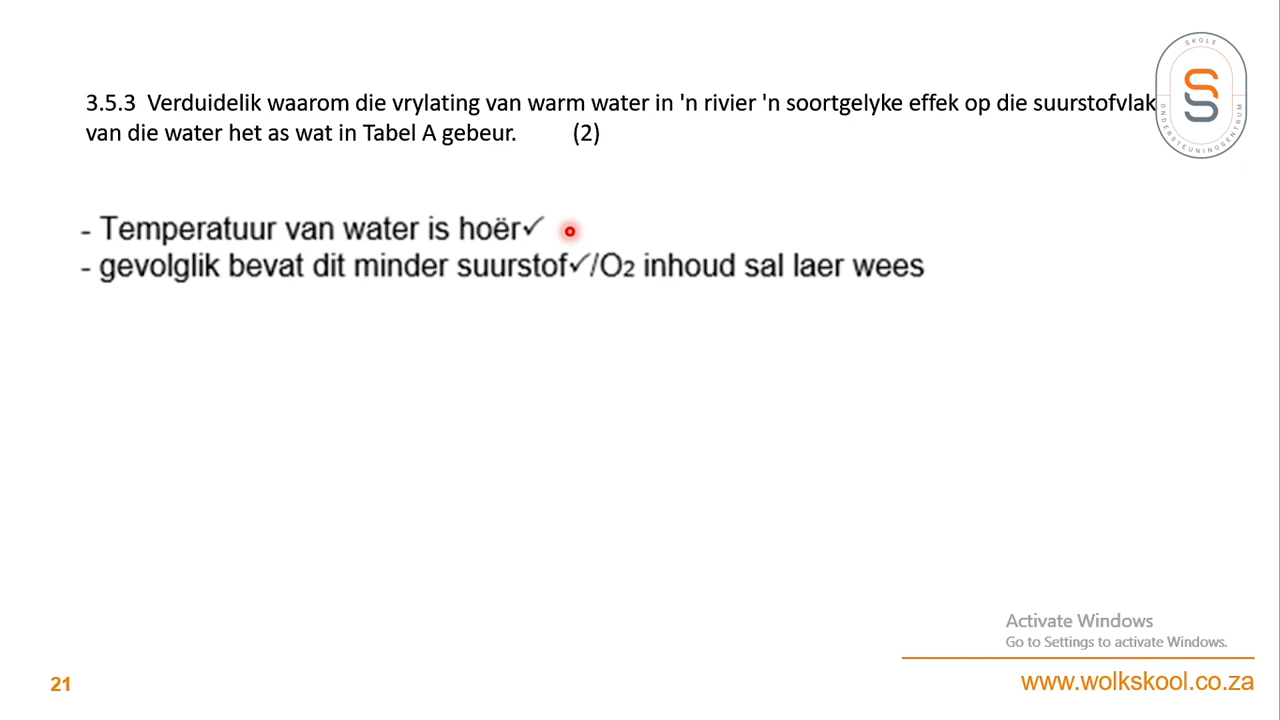 SKOLE
ONDERSTEUNINGSENTRUM
3.5.3 Verduidelik waarom die vrylating van warm water in 'n rivier 'n soortgelyke effek op die suurstofvlak
van die water het as wat in Tabel A gebeur. (2)
- Temperatuur van water is hoër✓
- gevolglik bevat dit minder suurstof✓/O₂ inhoud sal laer wees
Activate Windows
Go to Settings to activate Windows.
21
www.wolkskool.co.za